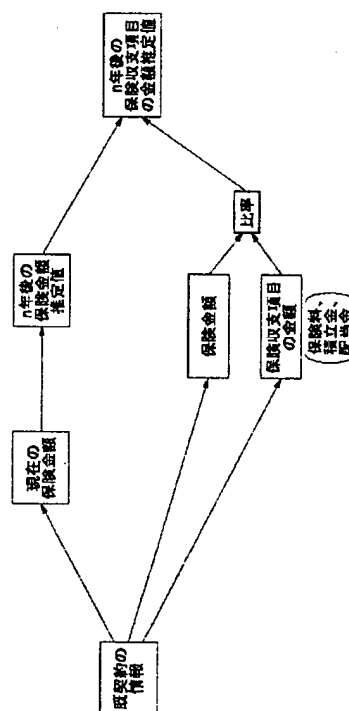 既契約の
情報
現在の
保険金額
n年後の
保険金額
推定値
n年後の
保険収支項目
の金額推定値
保険金額
保険収支項目
の金額
保険料、
積立金、
配当金
比率